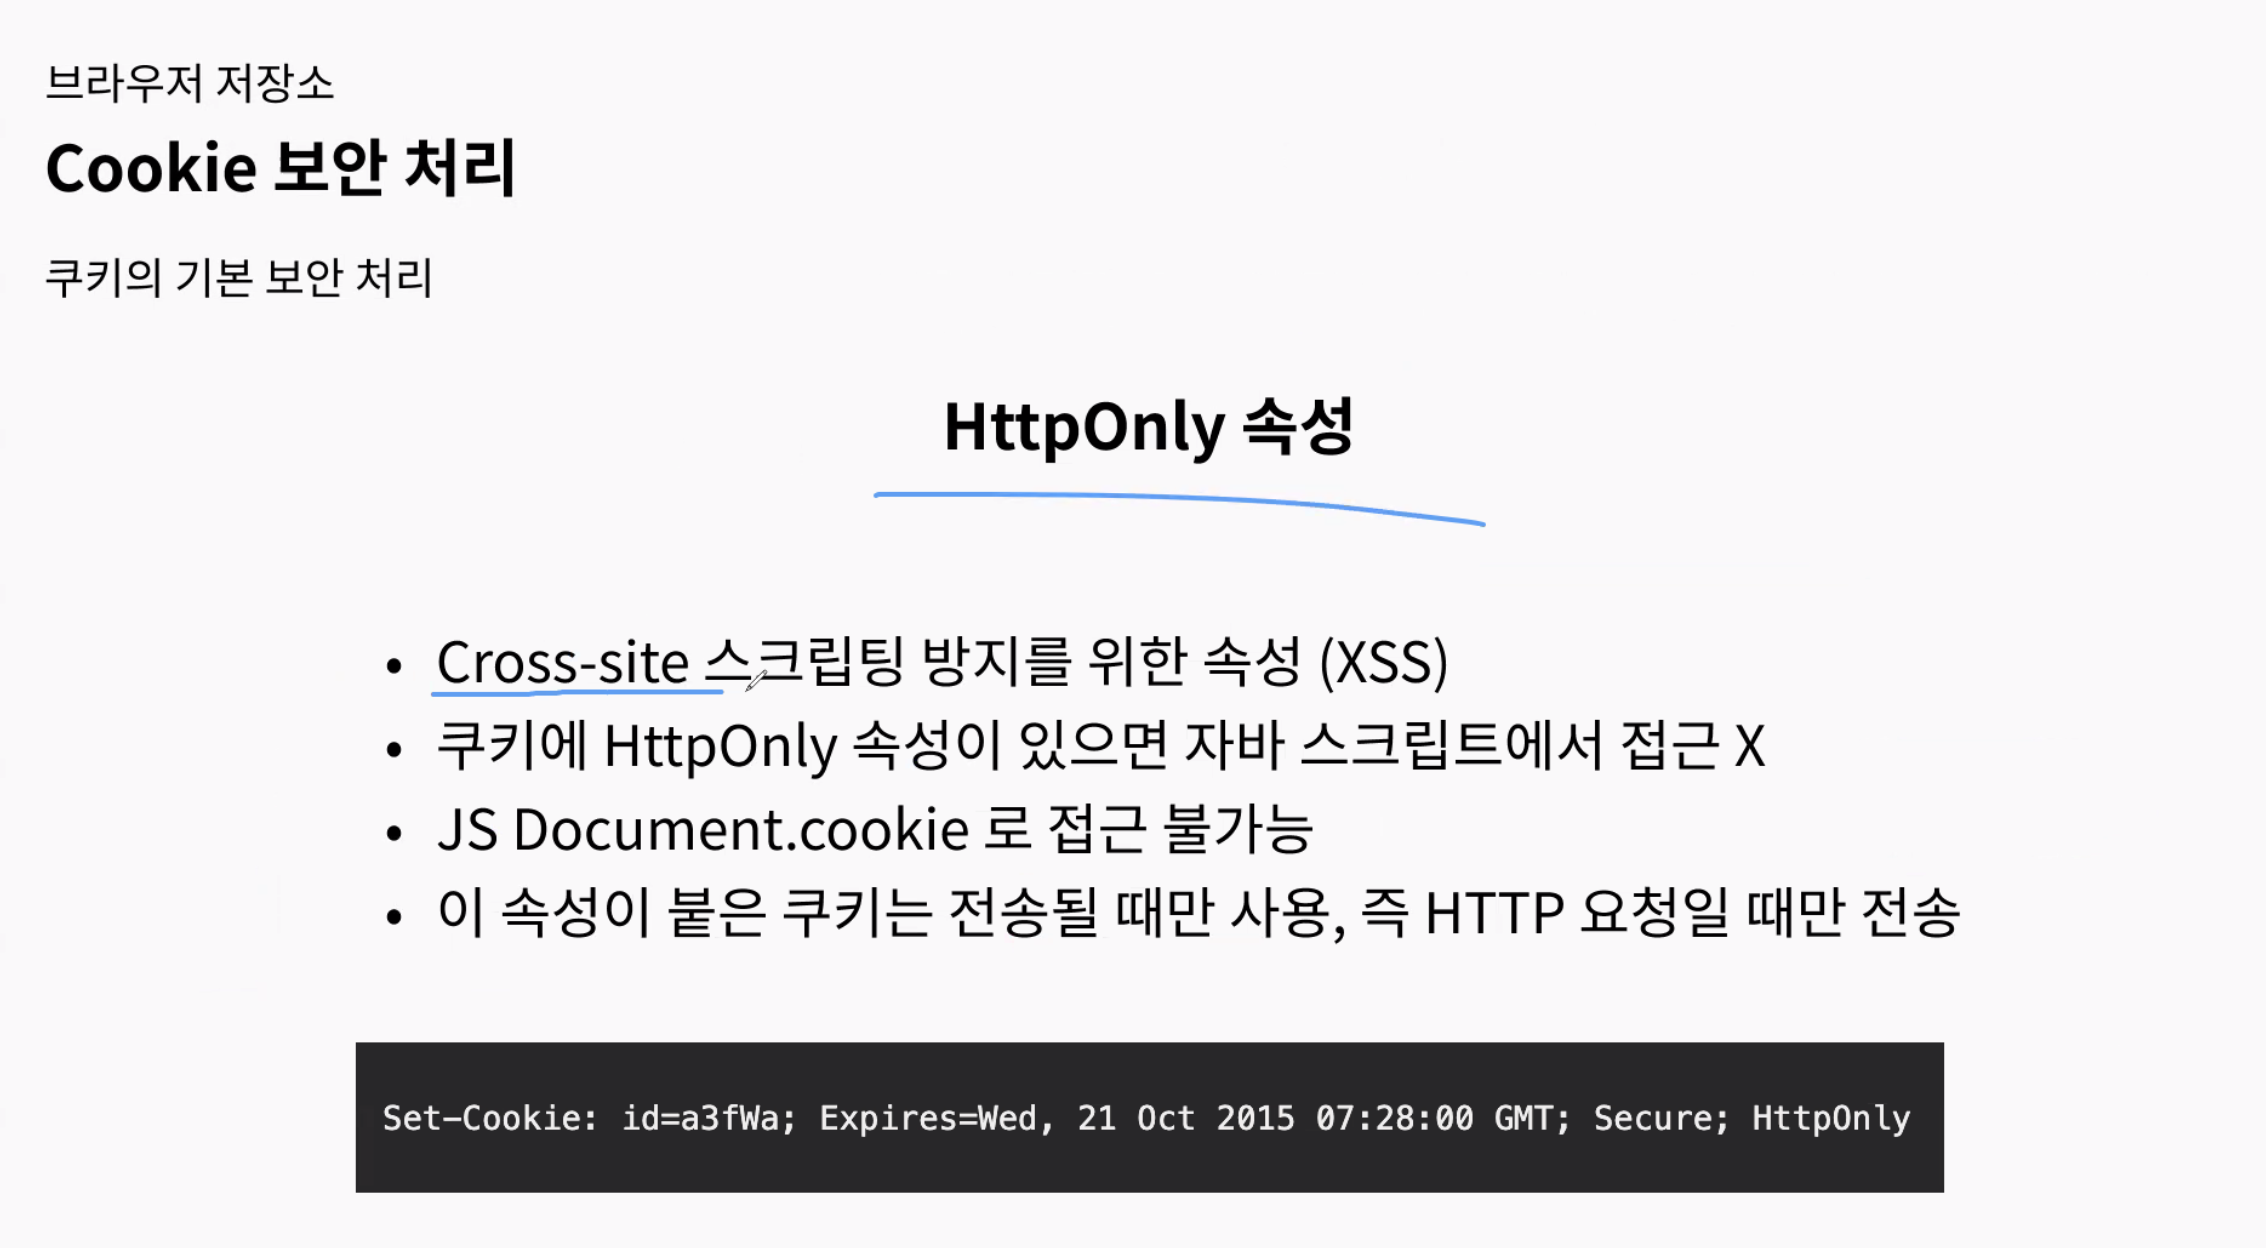 브라우저 저장소
Cookie 보안 처리
쿠키의 기본 보안 처리
HttpOnly 속성
• Cross-site 스크립팅 방지를 위한 속성 (XSS)
• 쿠키에 HttpOnly 속성이 있으면 자바 스크립트에서 접근 X
• JS Document.cookie 로 접근 불가능
• 이 속성이 붙은 쿠키는 전송될 때만 사용, 즉 HTTP 요청일 때만 전송
Set-Cookie: id=a3fWa; Expires=Wed, 21 Oct 2015 07:28:00 GMT; Secure; HttpOnly